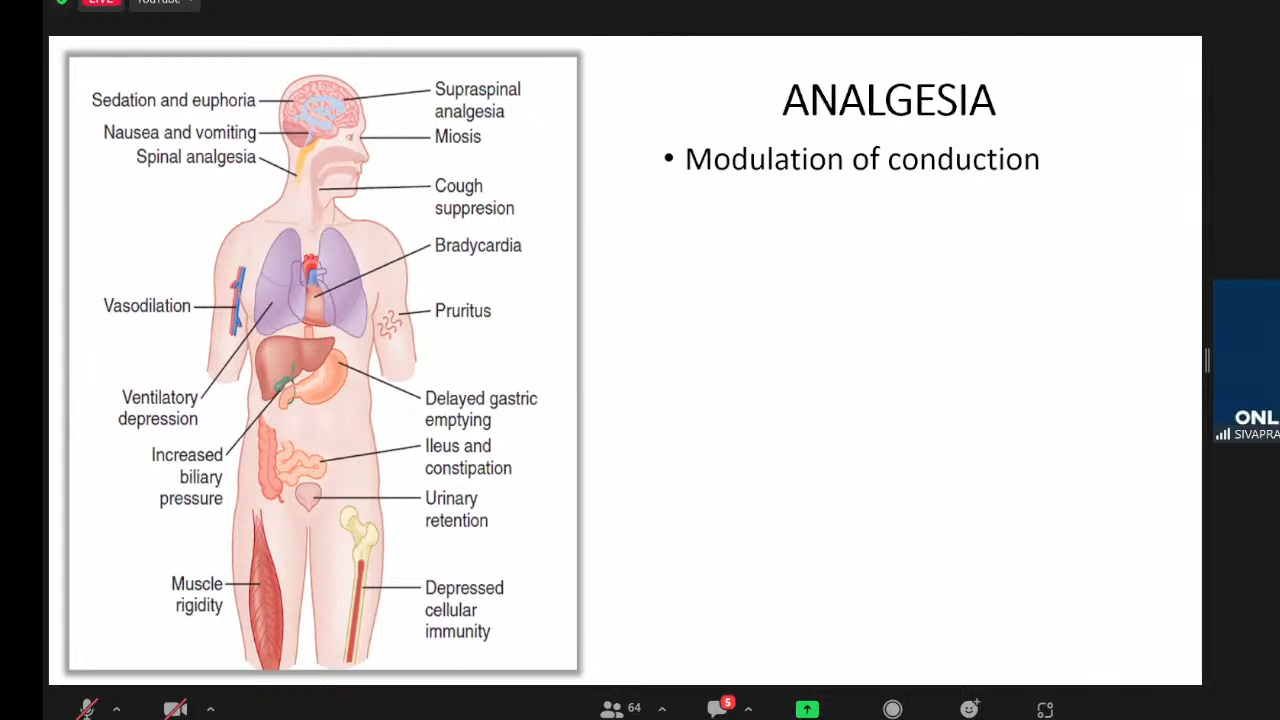 LIVE
YouTube
ANALGESIA
• Modulation of conduction
Sedation and euphoria
Nausea and vomiting
Spinal analgesia
Vasodilation
Ventilatory
depression
Increased
biliary
pressure
Muscle
rigidity
Supraspinal
analgesia
Miosis
Cough
suppresion
Bradycardia
Pruritus
Delayed gastric
emptying
Ileus and
constipation
Urinary
retention
Depressed
cellular
immunity
ONL
SIVAPRA
64
5